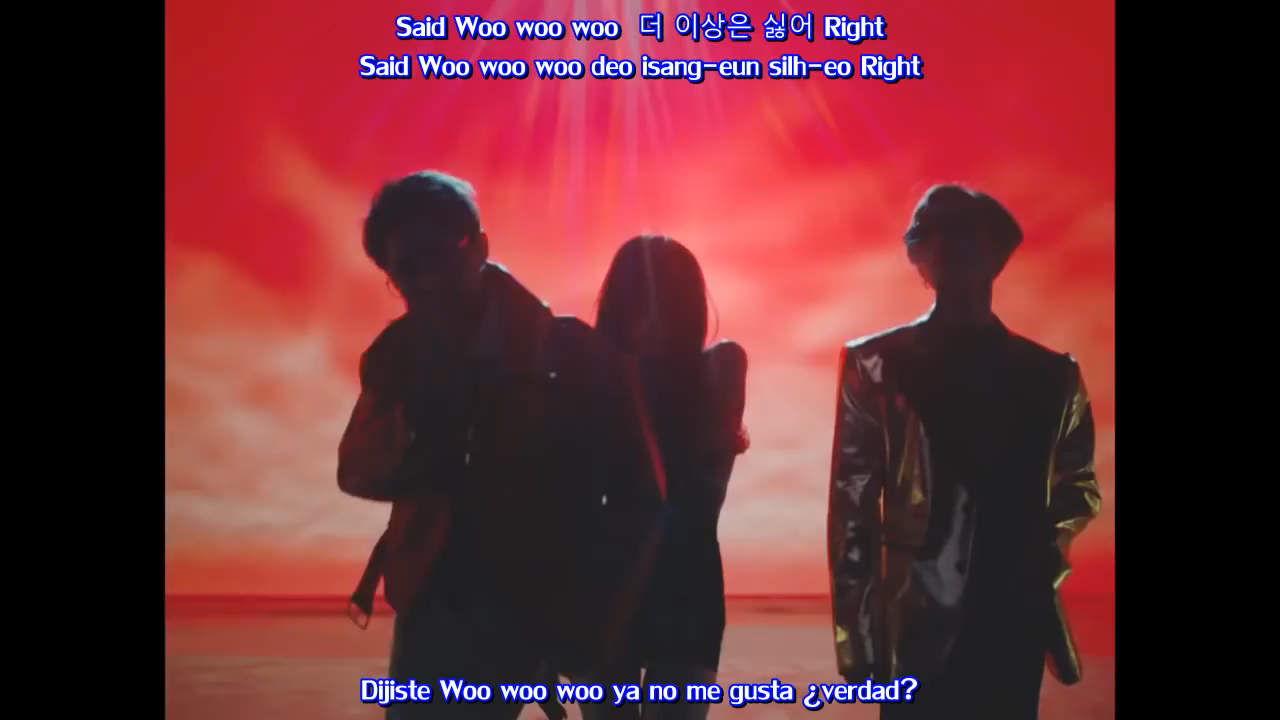 Said Woo woo woo 더 이상은 싫어 Right
Said Woo woo woo deo isang-eun silh-eo Right
Dijiste Woo woo woo ya no me gusta ¿verdad?